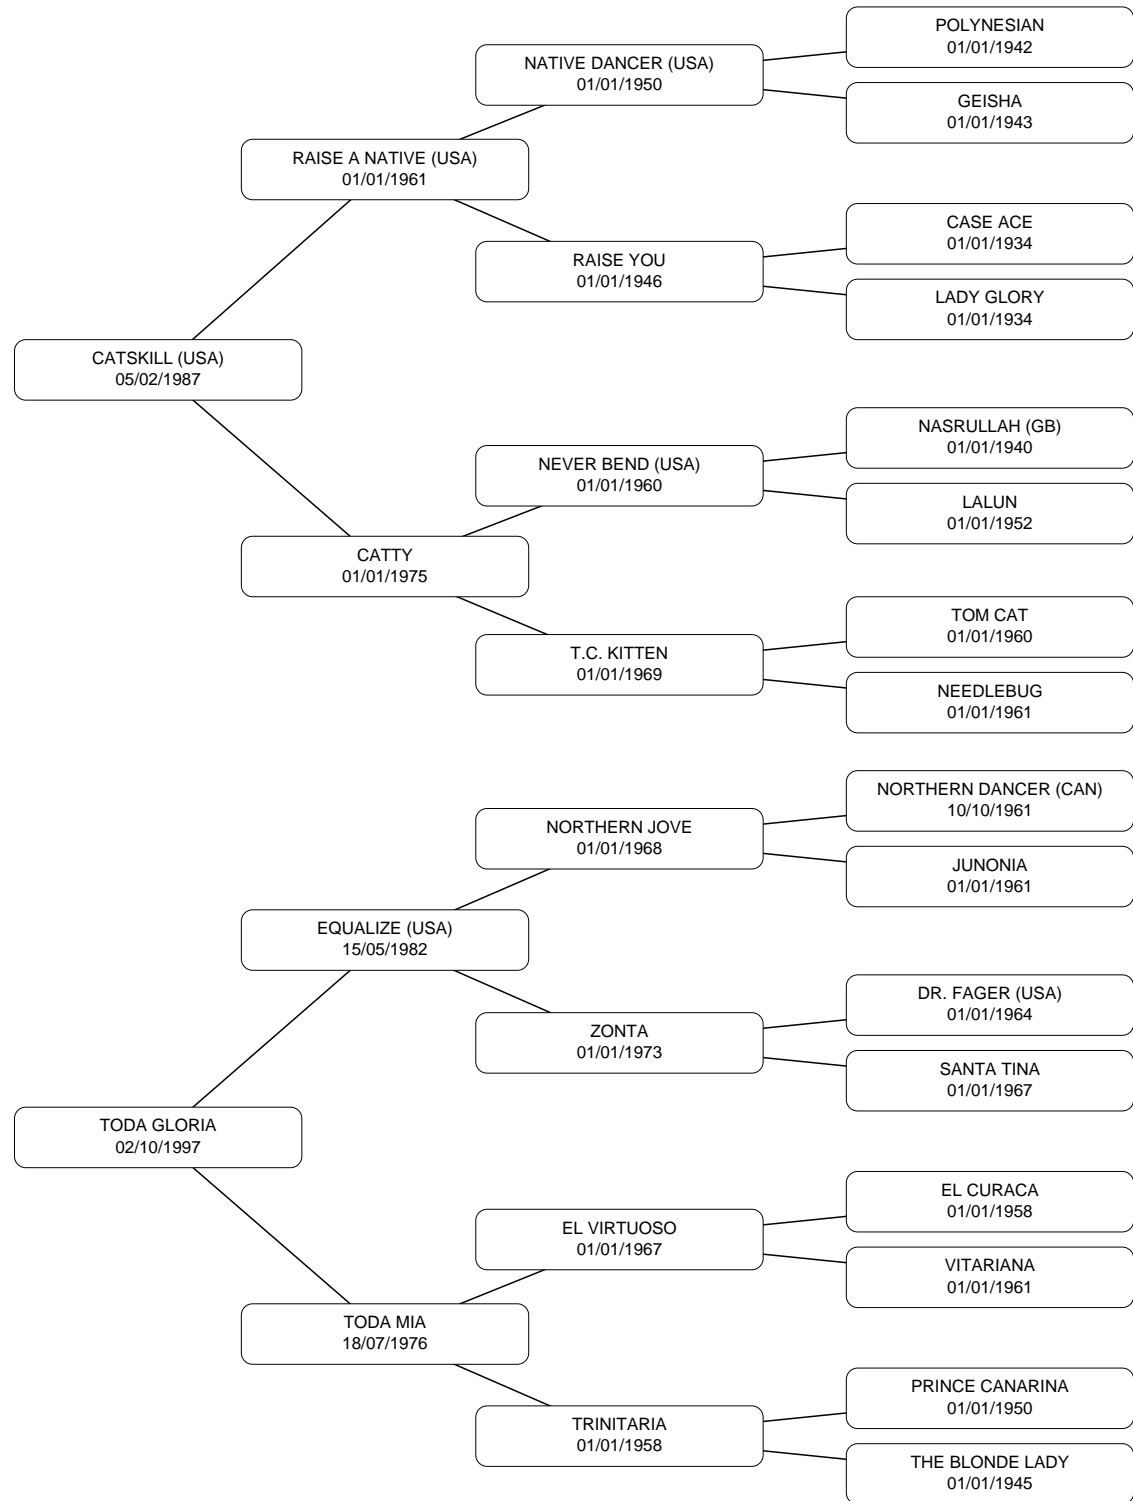 POLYNESIAN
01/01/1942
NATIVE DANCER (USA)
01/01/1950
GEISHA
01/01/1943
RAISE A NATIVE (USA)
01/01/1961
CASE ACE
01/01/1934
RAISE YOU
01/01/1946
LADY GLORY
01/01/1934
CATSKILL (USA)
05/02/1987
NASRULLAH (GB)
01/01/1940
NEVER BEND (USA)
01/01/1960
LALUN
01/01/1952
CATTY
01/01/1975
TOM CAT
01/01/1960
T.C. KITTEN
01/01/1969
NEEDLEBUG
01/01/1961
NORTHERN DANCER (CAN)
10/10/1961
NORTHERN JOVE
01/01/1968
JUNONIA
01/01/1961
EQUALIZE (USA)
15/05/1982
DR. FAGER (USA)
01/01/1964
ZONTA
01/01/1973
SANTA TINA
01/01/1967
TODA GLORIA
02/10/1997
EL CURACA
01/01/1958
EL VIRTUOSO
01/01/1967
VITARIANA
01/01/1961
TODA MIA
18/07/1976
PRINCE CANARINA
01/01/1950
TRINITARIA
01/01/1958
THE BLONDE LADY
01/01/1945